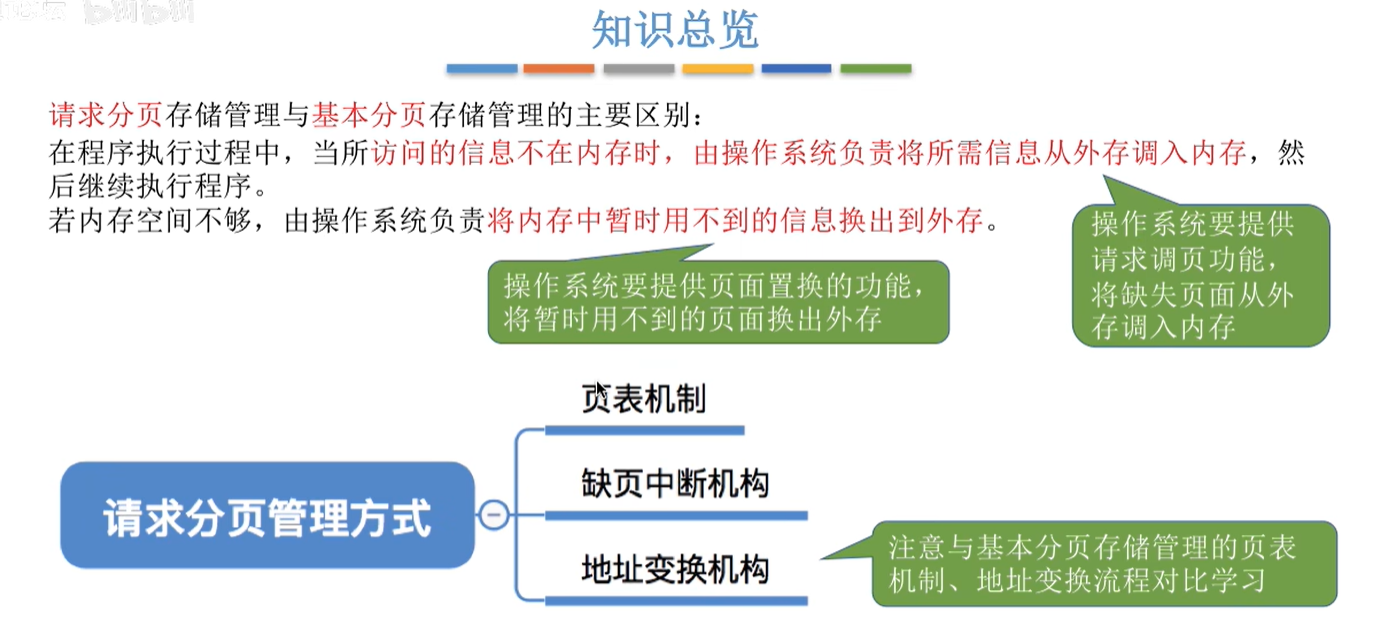 知识总览
请求分页存储管理与基本分页存储管理的主要区别：
在程序执行过程中，当所访问的信息不在内存时，由操作系统负责将所需信息从外存调入内存，然
后继续执行程序。
若内存空间不够，由操作系统负责将内存中暂时用不到的信息换出到外存。
操作系统要提供
请求调页功能，
将缺失页面从外
存调入内存
操作系统要提供页面置换的功能，
将暂时用不到的页面换出外存
页表机制
缺页中断机构
请求分页管理方式
地址变换机构
注意与基本分页存储管理的页表
机制、地址变换流程对比学习